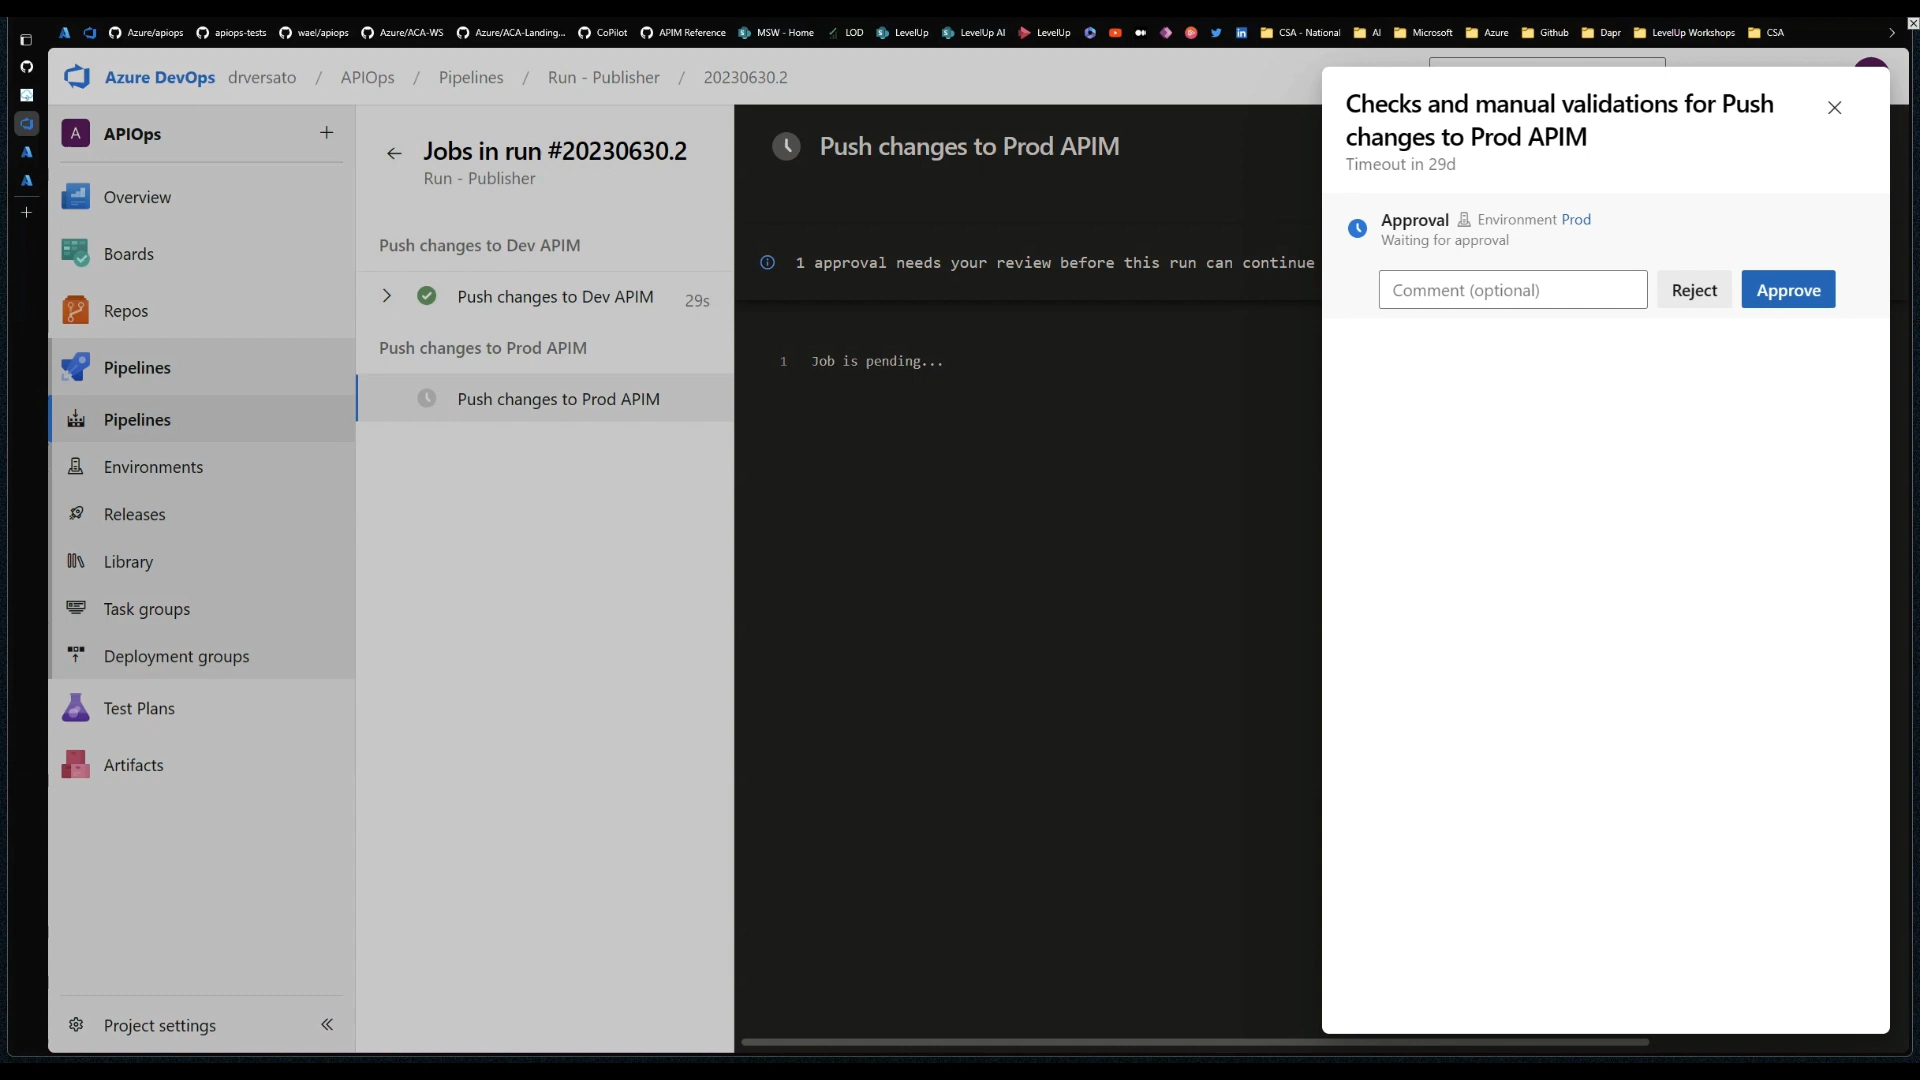 Azure/apiops apiops-tests wael/apiops Azure/ACA-WS Azure/ACA-Landing... CoPilot APIM Reference MSW - Home LOD LevelUp LevelUp AI LevelUp CSA - National AI Microsoft Azure Github Dapr LevelUp Workshops CSA
Azure DevOps drversato / APIOps / Pipelines / Run - Publisher / 20230630.2
A APIOps
Overview
Boards
Repos
Pipelines
Pipelines
Environments
Releases
Library
Task groups
Deployment groups
Test Plans
Artifacts
Project settings
Jobs in run #20230630.2
Run - Publisher
Push changes to Dev APIM
Push changes to Dev APIM 29s
Push changes to Prod APIM
Push changes to Prod APIM
Push changes to Prod APIM
1 approval needs your review before this run can continue
1 Job is pending...
Checks and manual validations for Push
changes to Prod APIM
Timeout in 29d
Approval Environment Prod
Waiting for approval
Comment (optional) Reject Approve